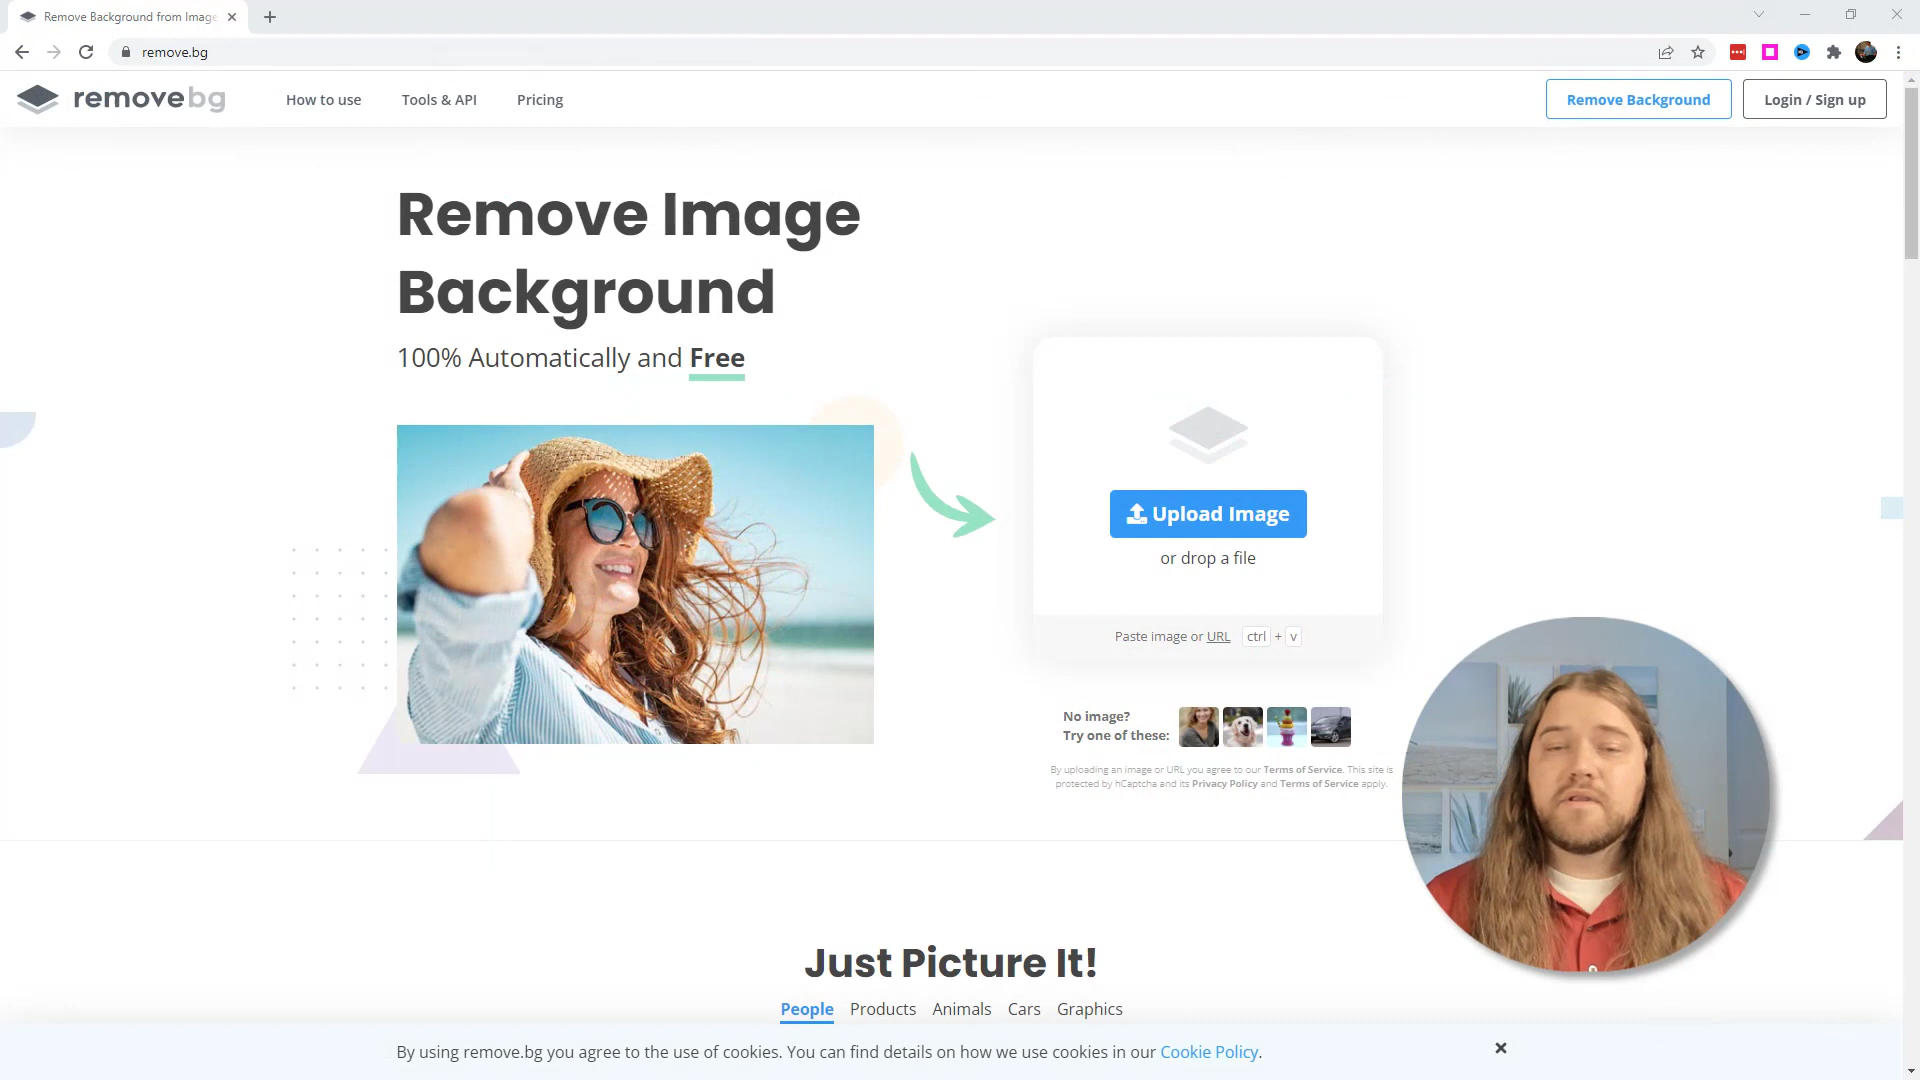 Remove Background from Image
remove.bg
removebg
How to use
Tools & API
Pricing
Remove Background
Login / Sign up
Remove Image
Background
100% Automatically and Free
Upload Image
or drop a file
Paste image or URL ctrl + v
No image?
Try one of these:
By uploading an image or URL you agree to our Terms of Service. This site is
protected by hCaptcha and its Privacy Policy and Terms of Service apply.
Just Picture It!
People Products Animals Cars Graphics
By using remove.bg you agree to the use of cookies. You can find details on how we use cookies in our Cookie Policy.